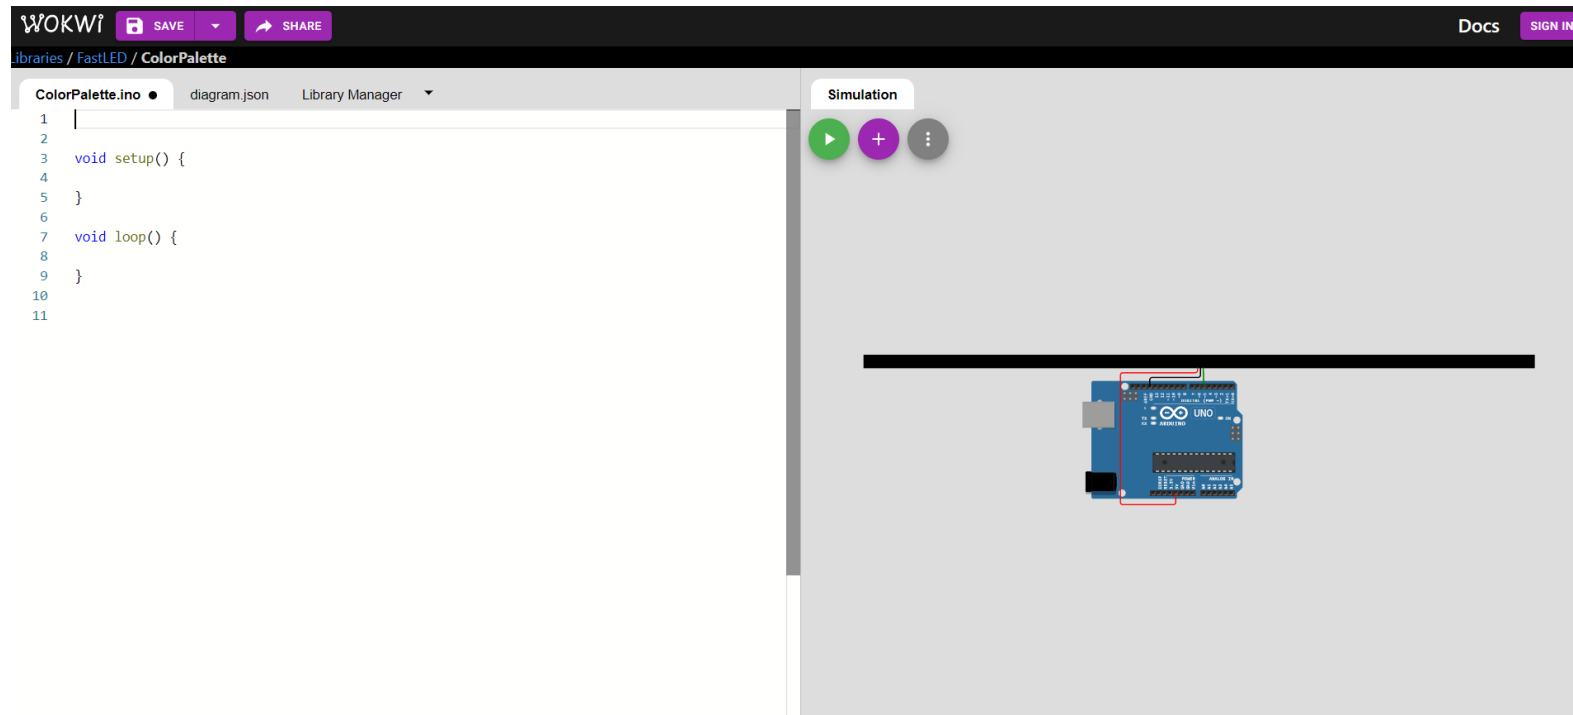 WOKWi SAVE SHARE Docs SIGN IN
Libraries / FastLED / ColorPalette
ColorPalette.ino ● diagram.json Library Manager
Simulation
1
2
3 void setup() {
4
5 }
6
7 void loop() {
8
9 }
10
11
UNO
ARDUINO